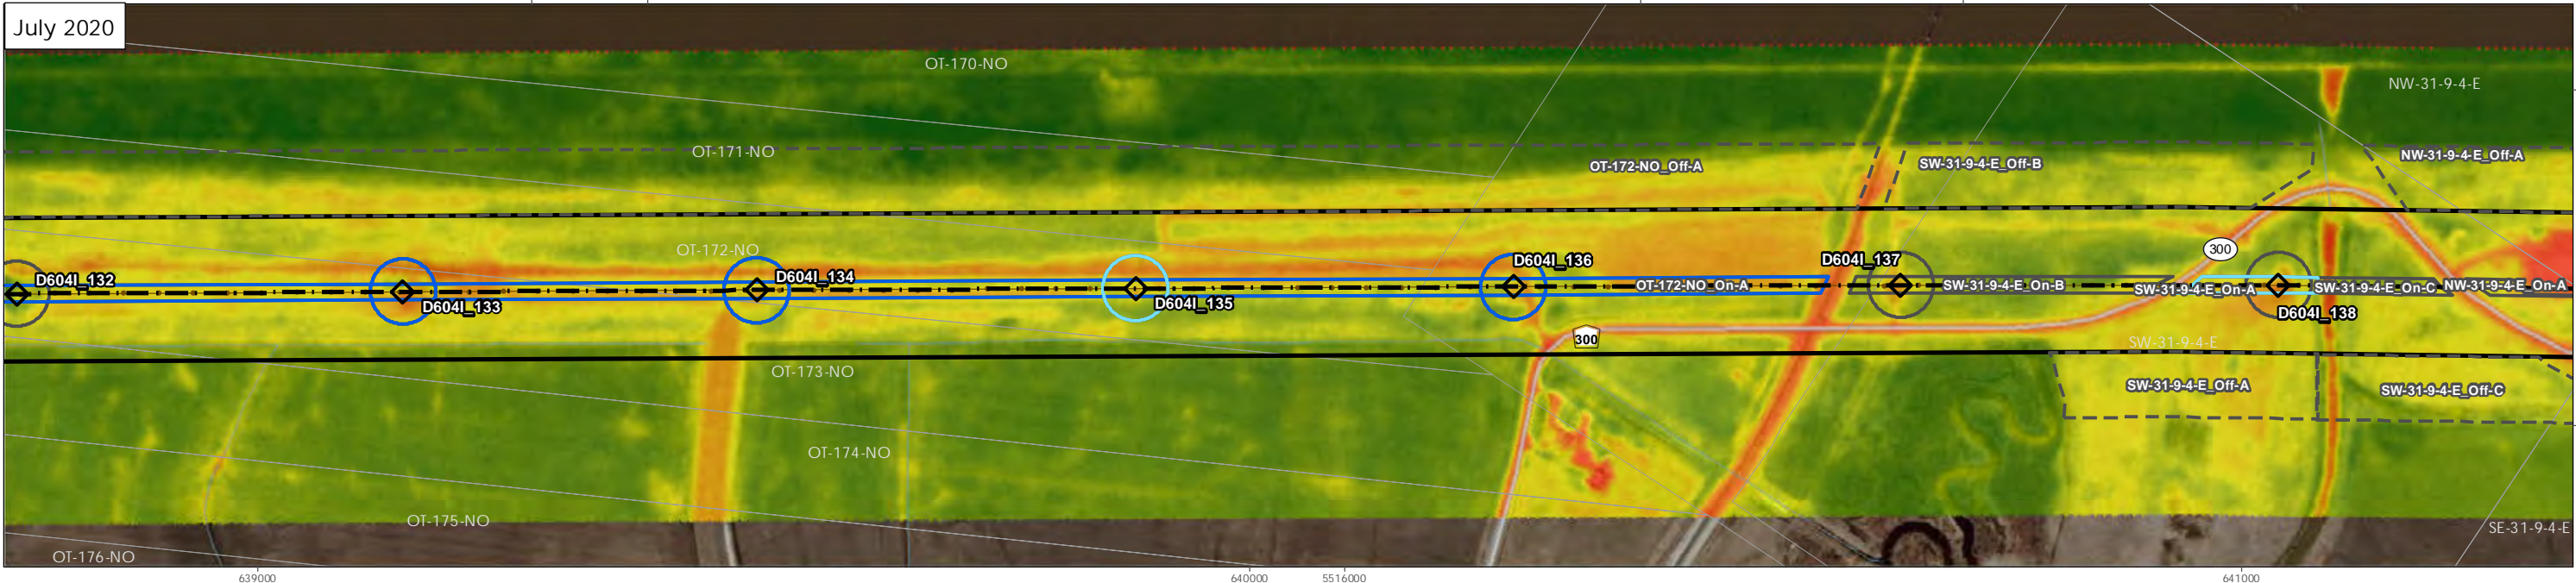 July 2020
OT-170-NO
NW-31-9-4-E
OT-171-NO
OT-172-NO_Off-A
SW-31-9-4-E_Off-B
NW-31-9-4-E_Off-A
OT-172-NO
300
D604I_132
D604I_133
D604I_134
D604I_135
D604I_136
OT-172-NO_On-A
D604I_137
SW-31-9-4-E_On-B
SW-31-9-4-E_On-A
SW-31-9-4-E_On-C
NW-31-9-4-E_On-A
D604I_138
300
SW-31-9-4-E
OT-173-NO
SW-31-9-4-E_Off-A
SW-31-9-4-E_Off-C
OT-174-NO
OT-175-NO
SE-31-9-4-E
OT-176-NO
639000
640000
5516000
641000